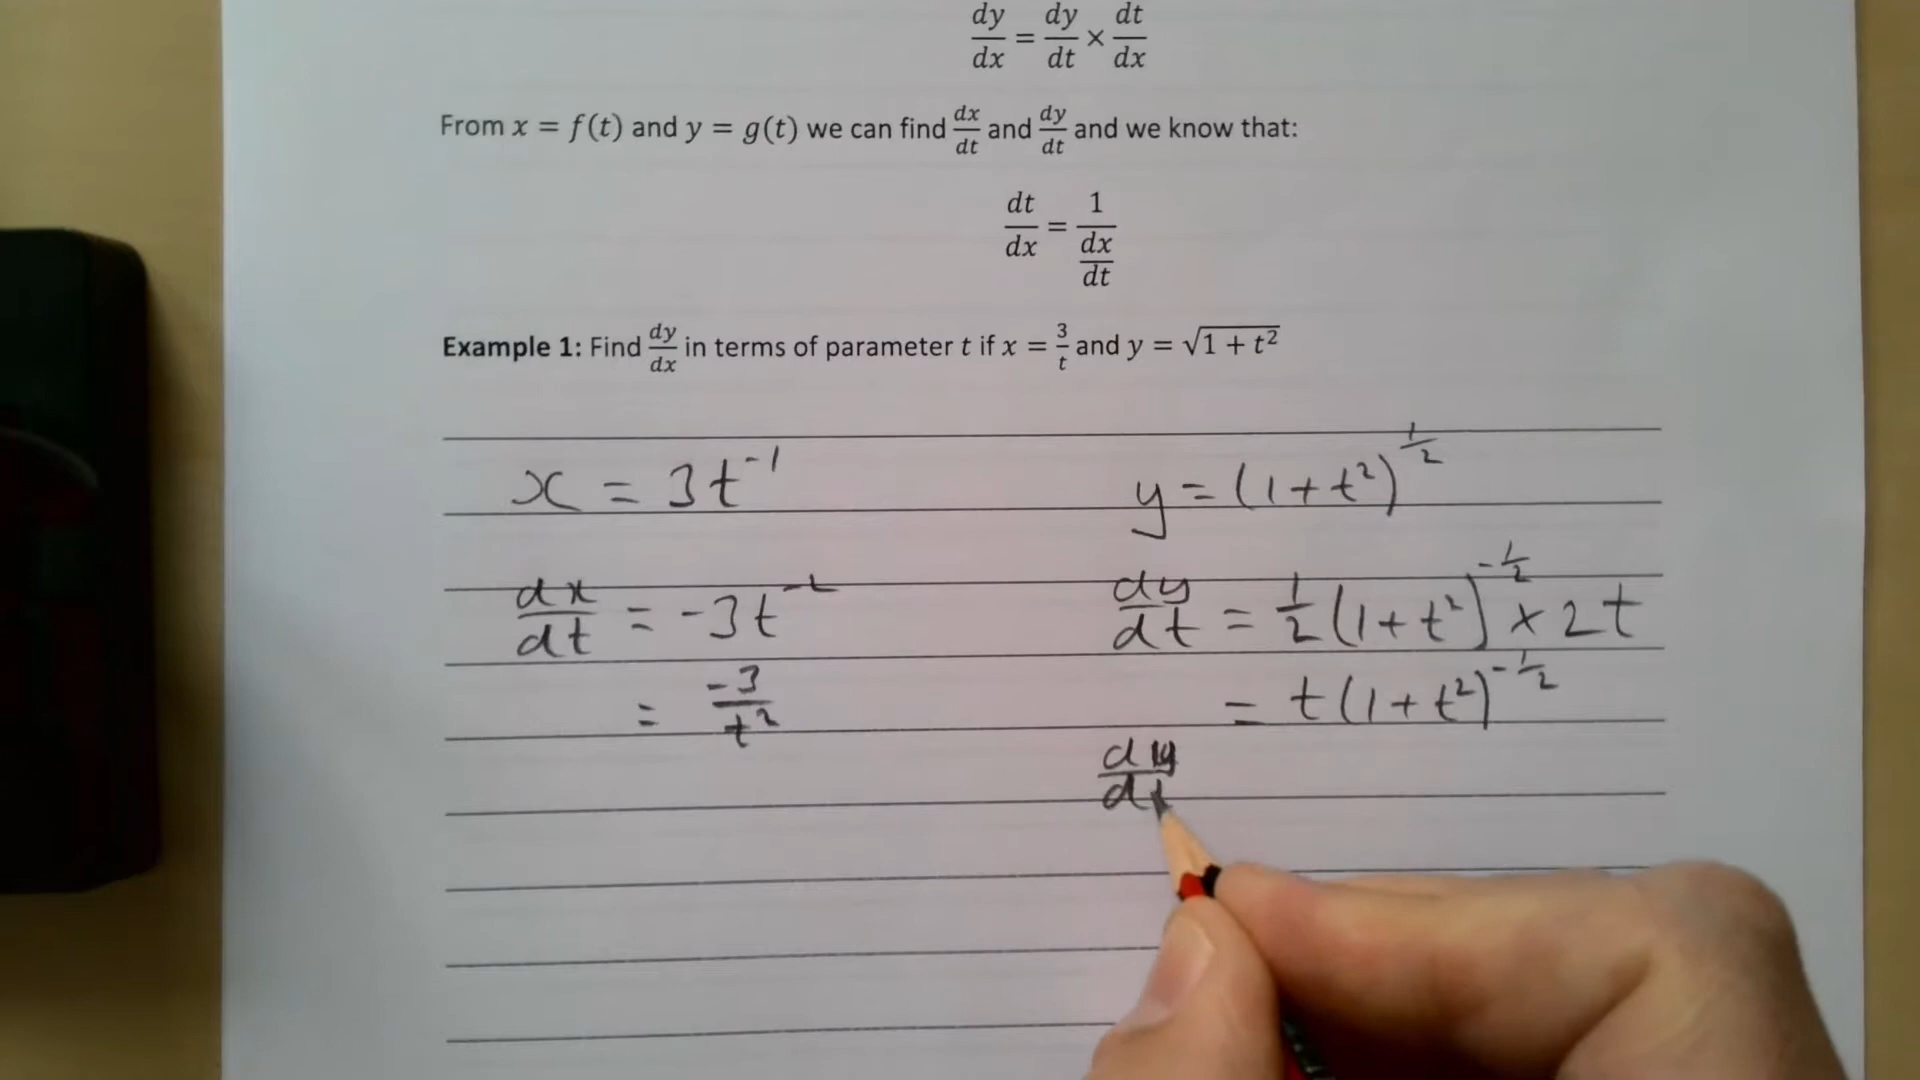 dy/dx = dy/dt × dt/dx
From x = f(t) and y = g(t) we can find dx/dt and dy/dt and we know that:
dt/dx = 1/(dx/dt)
Example 1: Find dy/dx in terms of parameter t if x = 3/t and y = √(1 + t²)
x = 3t⁻¹
y = (1+t²)^(1/2)
dx/dt = -3t⁻²
dy/dt = 1/2(1+t²)^(-1/2) × 2t
= -3/t²
= t(1+t²)^(-1/2)
dy